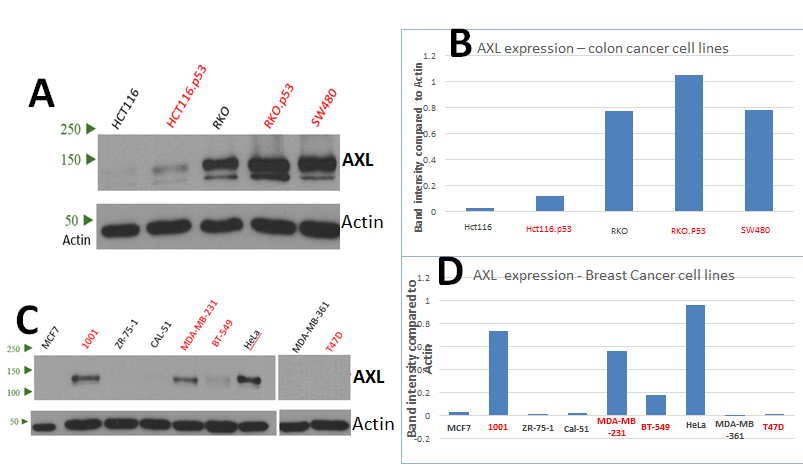 A
HCT116
HCT116.p53
RKO
RKO.p53
SW480
250
150
AXL
50
Actin
Actin
B
AXL expression – colon cancer cell lines
Band intensity compared to Actin
1.2
1
0.8
0.6
0.4
0.2
0
Hct116
Hct116.p53
RKO
RKO.P53
SW480
C
MCF7
1001
ZR-75-1
CAL-51
MDA-MB-231
BT-549
HeLa
MDA-MB-361
T47D
250
150
100
AXL
50
Actin
D
AXL expression - Breast Cancer cell lines
Band intensity compared to
Actin
1.2
1
0.8
0.6
0.4
0.2
0
-0.2
MCF7
1001
ZR-75-1
Cal-51
MDA-MB
-231
BT-549
HeLa
MDA-MB
-361
T47D